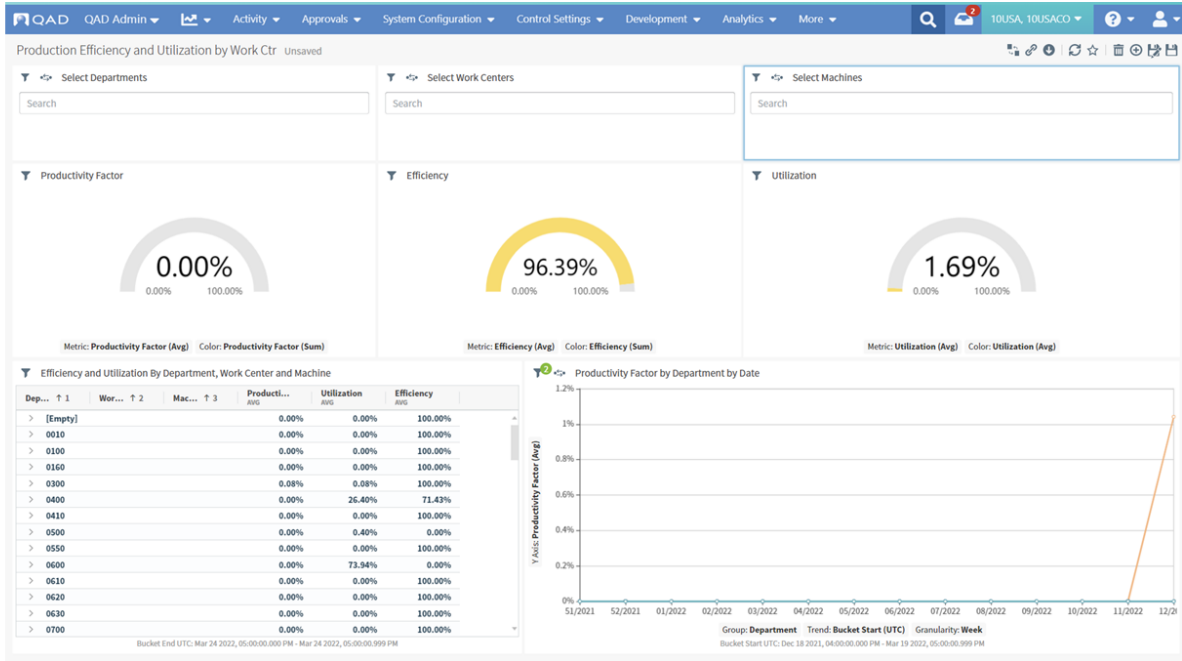 QAD QAD Admin Activity Approvals System Configuration Control Settings Development Analytics More 2 10USA, 10USACO
Production Efficiency and Utilization by Work Ctr Unsaved
Select Departments Select Work Centers Select Machines
Search Search Search
Productivity Factor Efficiency Utilization
0.00% 96.39% 1.69%
0.00% 100.00% 0.00% 100.00% 0.00% 100.00%
Metric: Productivity Factor (Avg) Color: Productivity Factor (Sum) Metric: Efficiency (Avg) Color: Efficiency (Sum) Metric: Utilization (Avg) Color: Utilization (Avg)
Efficiency and Utilization By Department, Work Center and Machine
Dep... ↑ 1 Wor... ↑ 2 Mac... ↑ 3 Producti... Utilization Efficiency
AVG AVG AVG
[Empty] 0.00% 0.00% 100.00%
0010 0.00% 0.00% 100.00%
0100 0.00% 0.00% 100.00%
0160 0.00% 0.00% 100.00%
0300 0.08% 0.08% 100.00%
0400 0.00% 26.40% 71.43%
0410 0.00% 0.00% 100.00%
0500 0.00% 0.40% 0.00%
0550 0.00% 0.00% 100.00%
0600 0.00% 73.94% 0.00%
0610 0.00% 0.00% 100.00%
0620 0.00% 0.00% 100.00%
0630 0.00% 0.00% 100.00%
0700 0.00% 0.00% 100.00%
Bucket End UTC: Mar 24 2022, 05:00:00.000 PM - Mar 24 2022, 05:00:00.999 PM
2 Productivity Factor by Department by Date
Y Axis: Productivity Factor (Avg)
1.2%
1%
0.8%
0.6%
0.4%
0.2%
0%
51/2021 52/2021 01/2022 02/2022 03/2022 04/2022 05/2022 06/2022 07/2022 08/2022 09/2022 10/2022 11/2022 12/20
Group: Department Trend: Bucket Start (UTC) Granularity: Week
Bucket Start UTC: Dec 18 2021, 04:00:00.000 PM - Mar 19 2022, 05:00:00.999 PM